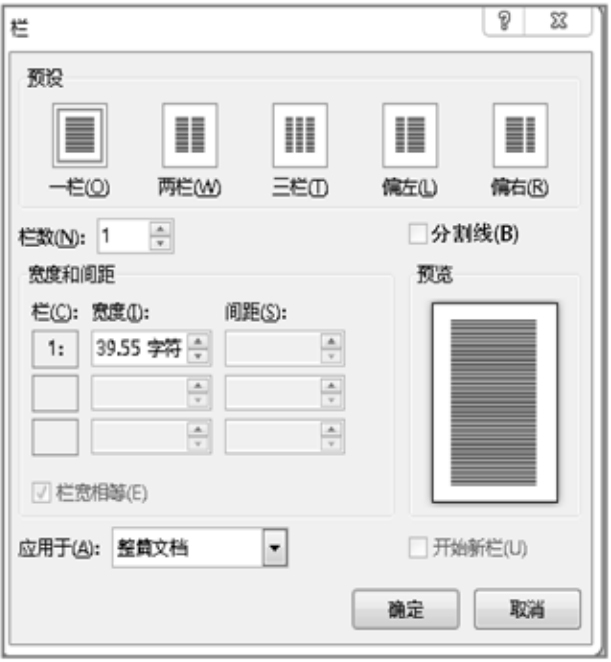 栏
预设
一栏(O) 两栏(W) 三栏(T) 偏左(L) 偏右(R)
栏数(N): 1 分割线(B)
宽度和间距 预览
栏(C): 宽度(I): 间距(S):
1: 39.55 字符
栏宽相等(E)
应用于(A): 整篇文档 开始新栏(U)
确定 取消